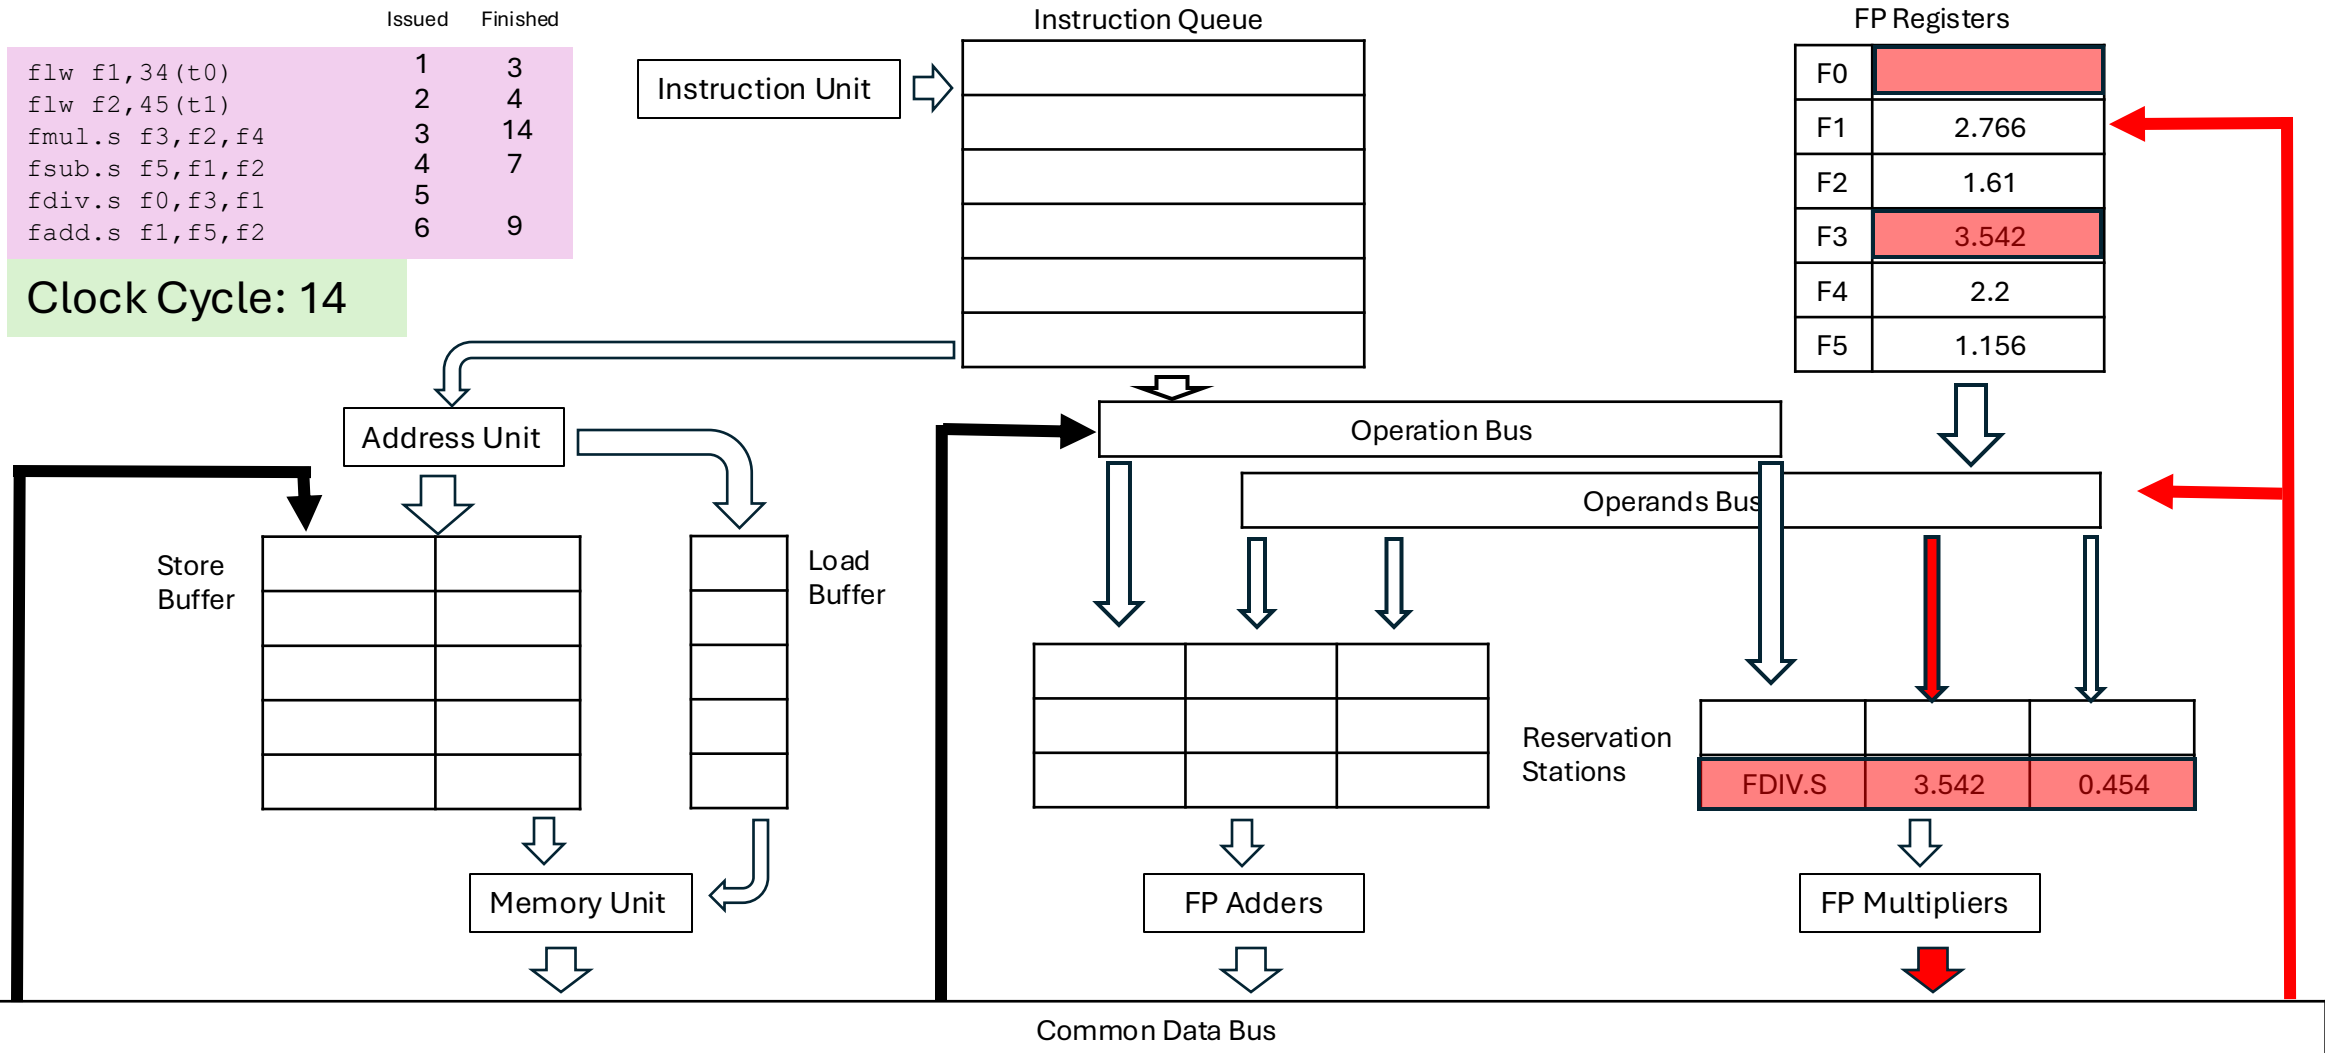 Issued Finished
flw f1,34(t0) 1 3
flw f2,45(t1) 2 4
fmul.s f3,f2,f4 3 14
fsub.s f5,f1,f2 4 7
fdiv.s f0,f3,f1 5
fadd.s f1,f5,f2 6 9
Clock Cycle: 14
Instruction Unit
Instruction Queue
FP Registers
F0
F1 2.766
F2 1.61
F3 3.542
F4 2.2
F5 1.156
Address Unit
Operation Bus
Operands Bus
Store
Buffer
Load
Buffer
Reservation
Stations
FDIV.S 3.542 0.454
Memory Unit
FP Adders
FP Multipliers
Common Data Bus